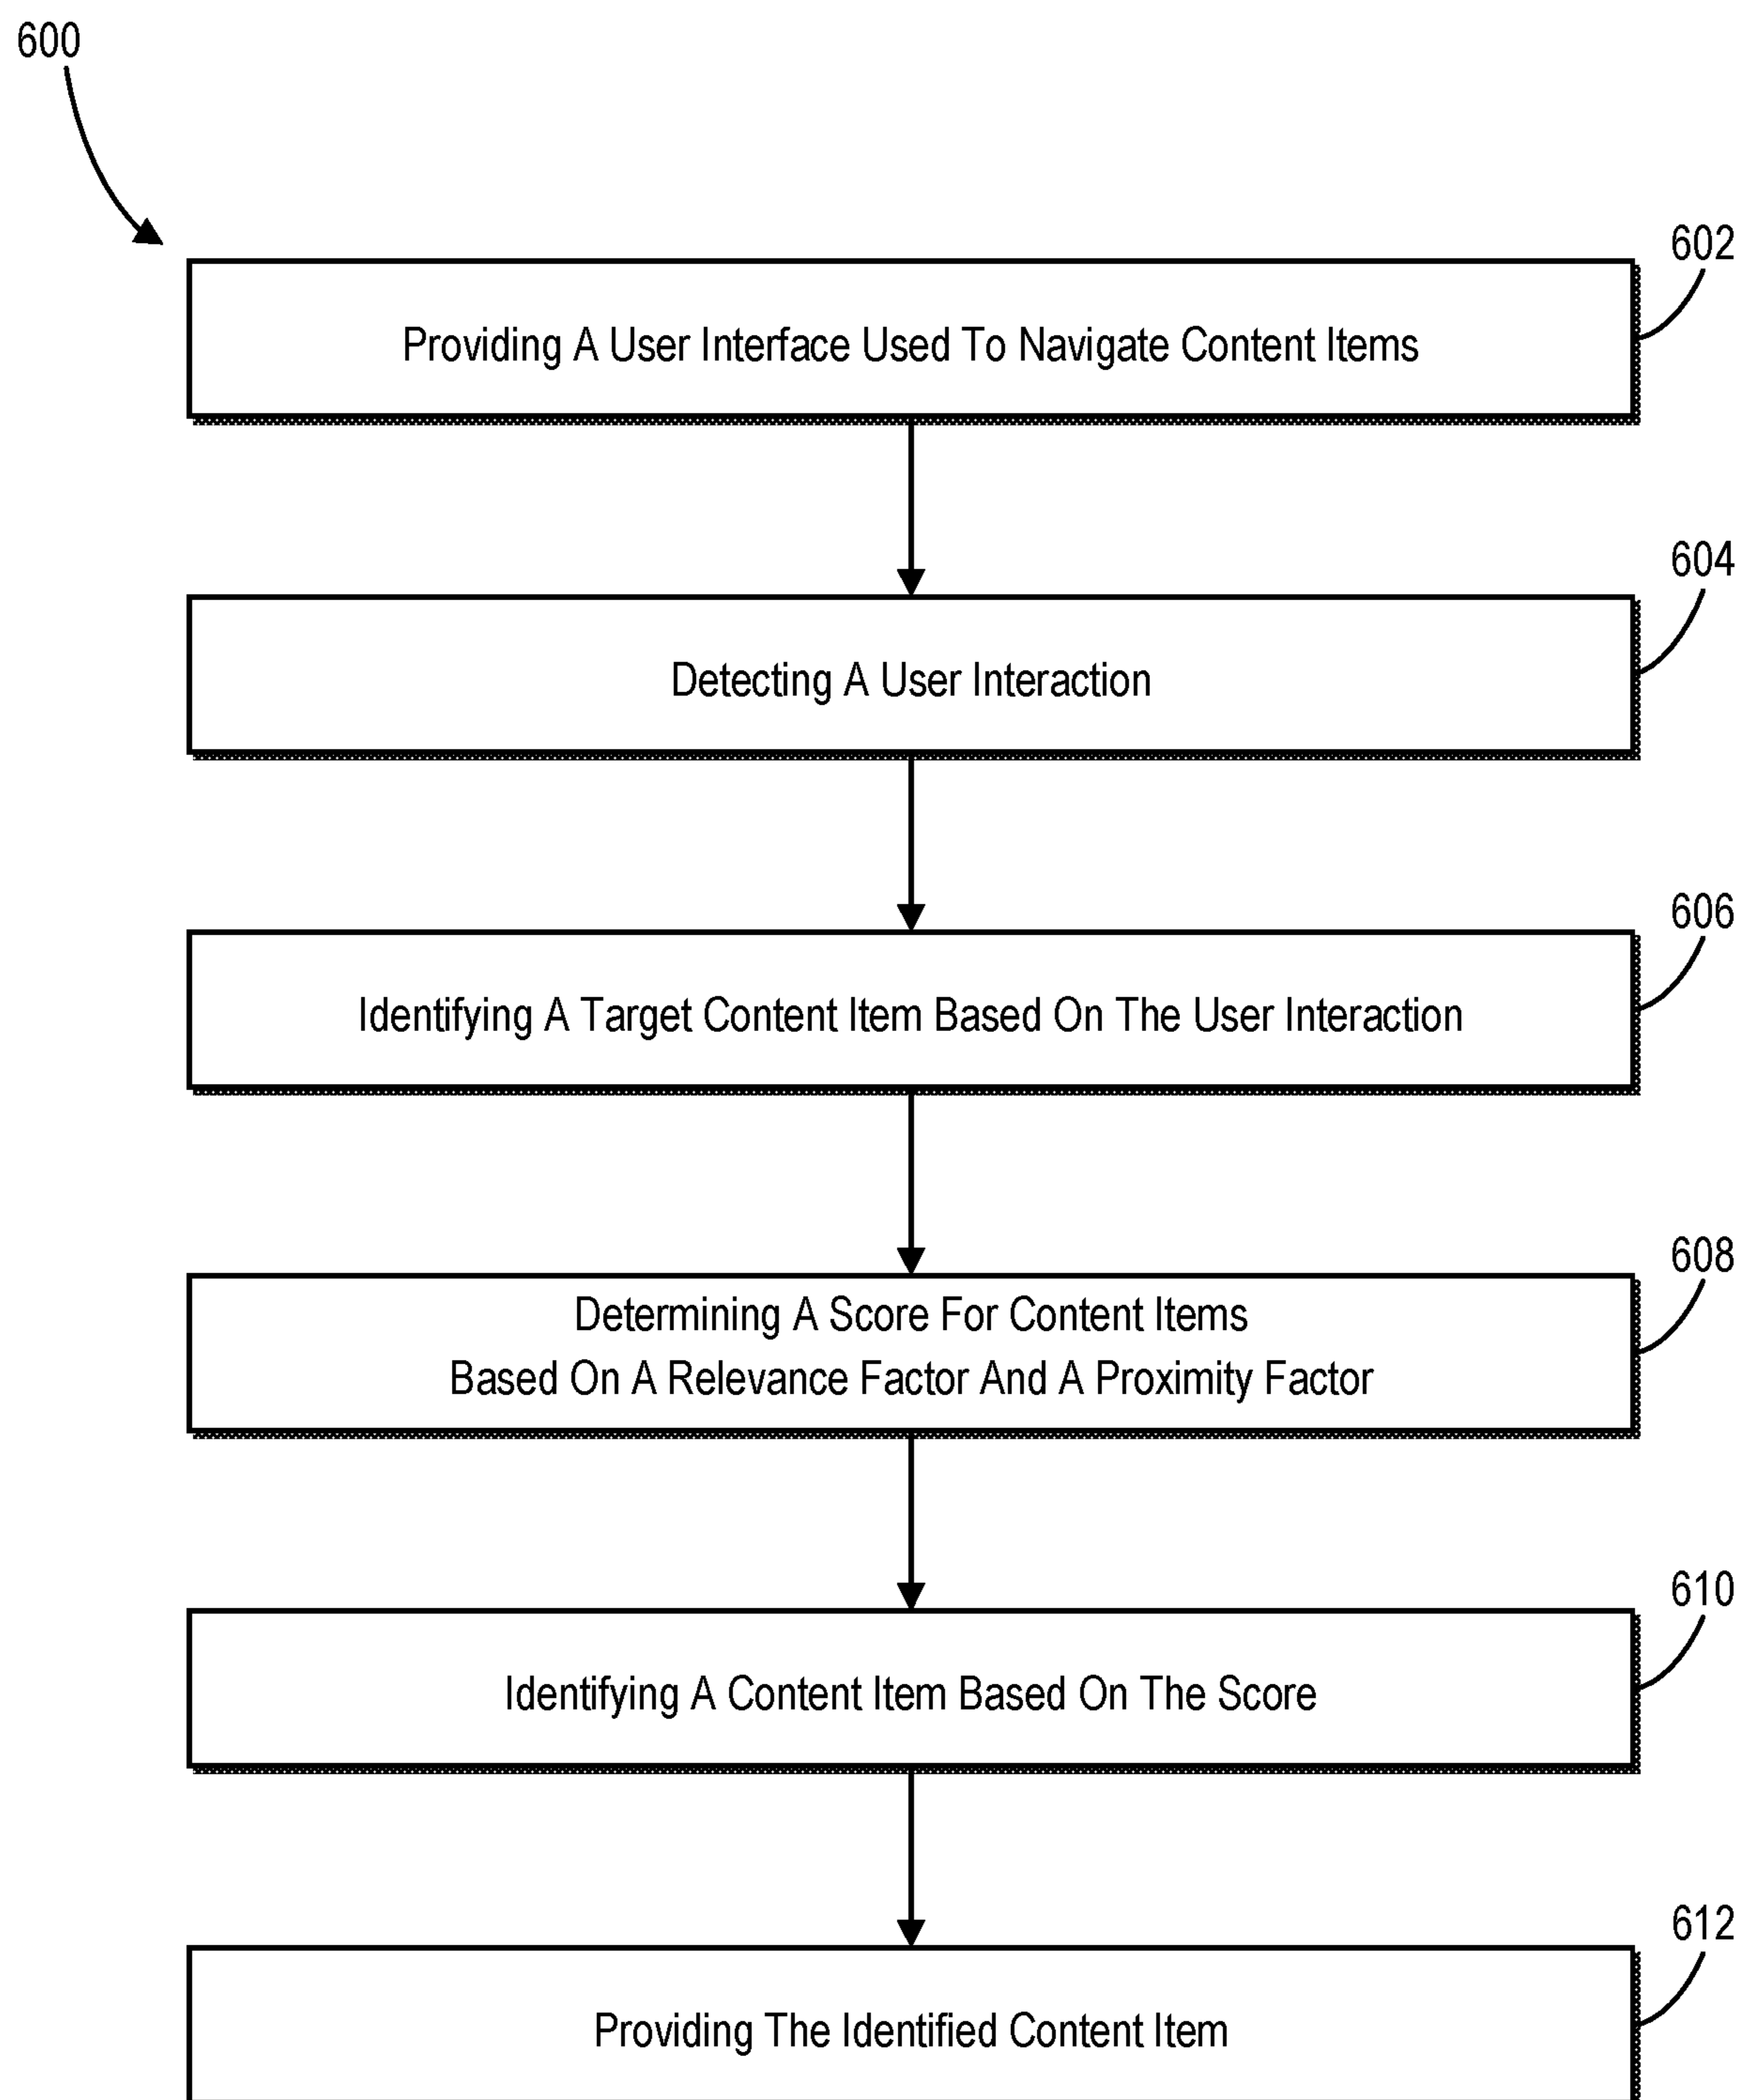 600
602
Providing A User Interface Used To Navigate Content Items
604
Detecting A User Interaction
606
Identifying A Target Content Item Based On The User Interaction
608
Determining A Score For Content Items
Based On A Relevance Factor And A Proximity Factor
610
Identifying A Content Item Based On The Score
612
Providing The Identified Content Item